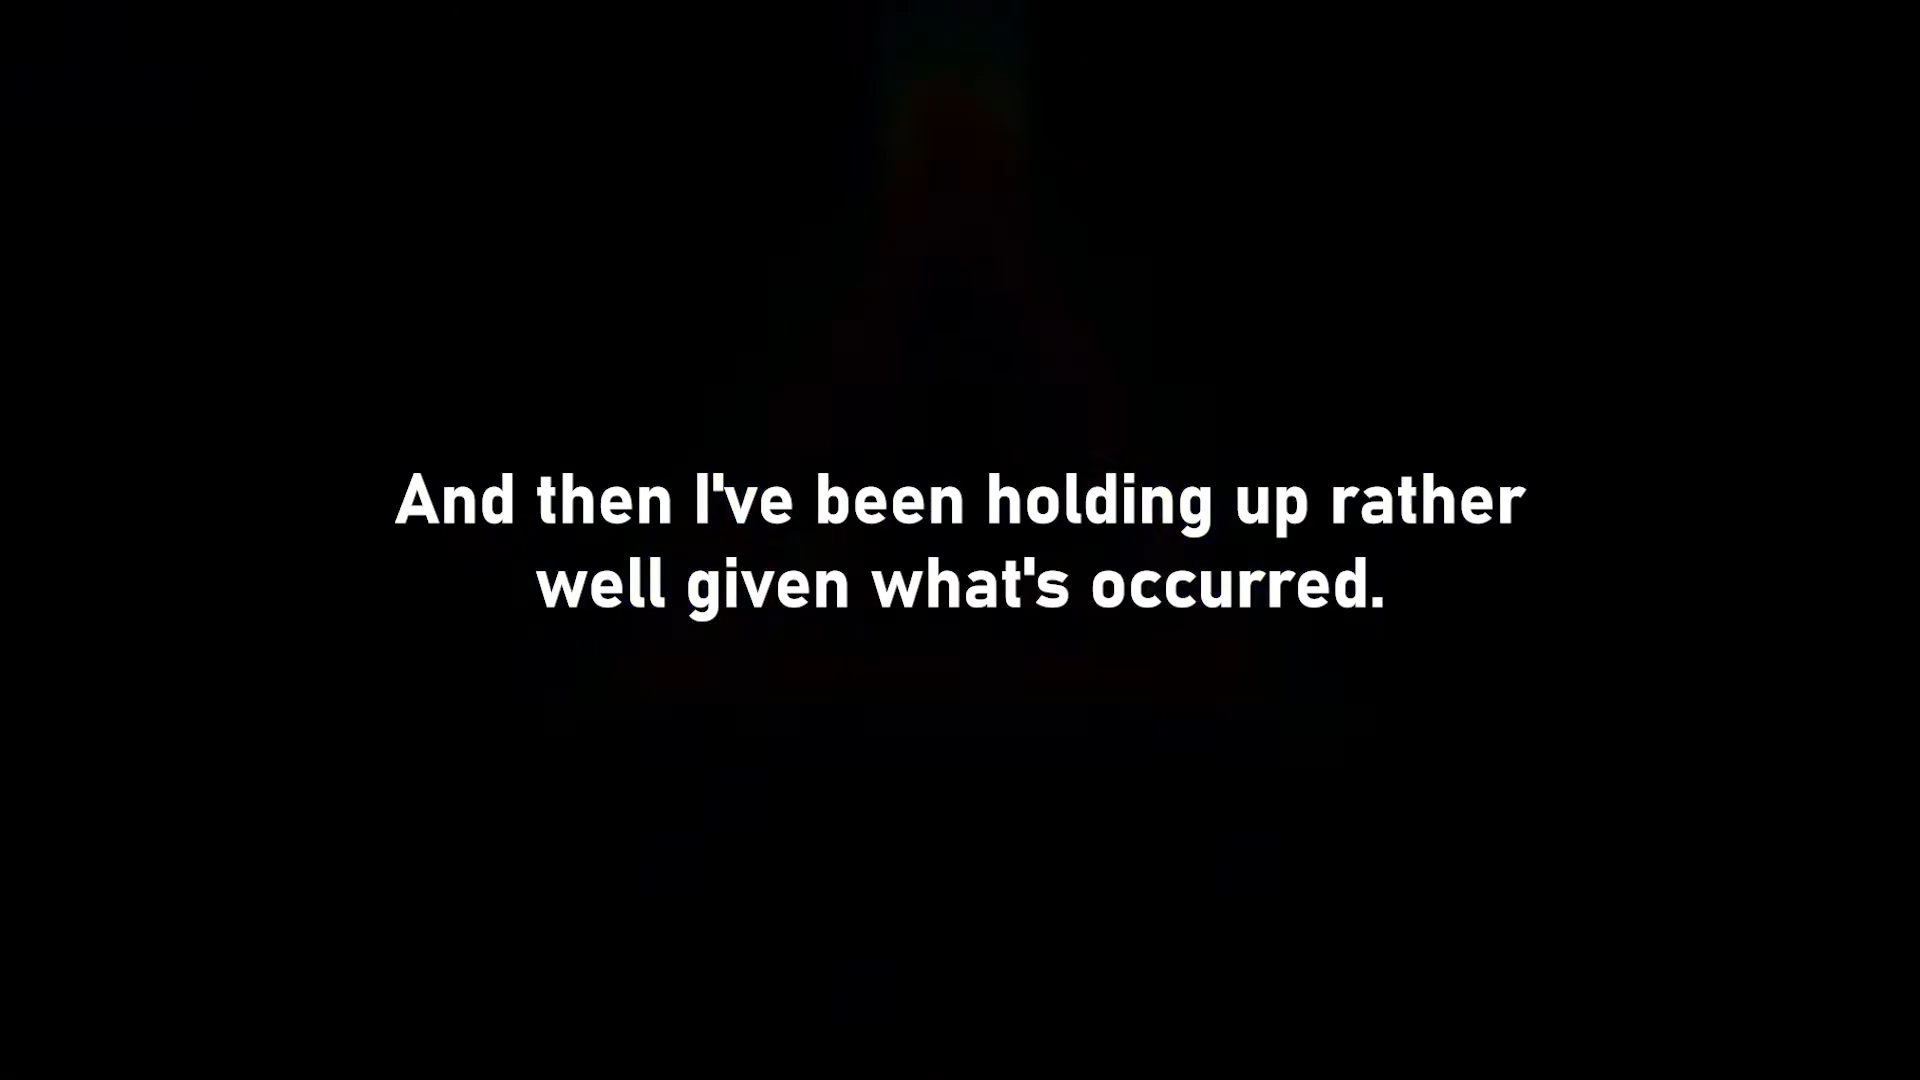 And then I've been holding up rather
well given what's occurred.